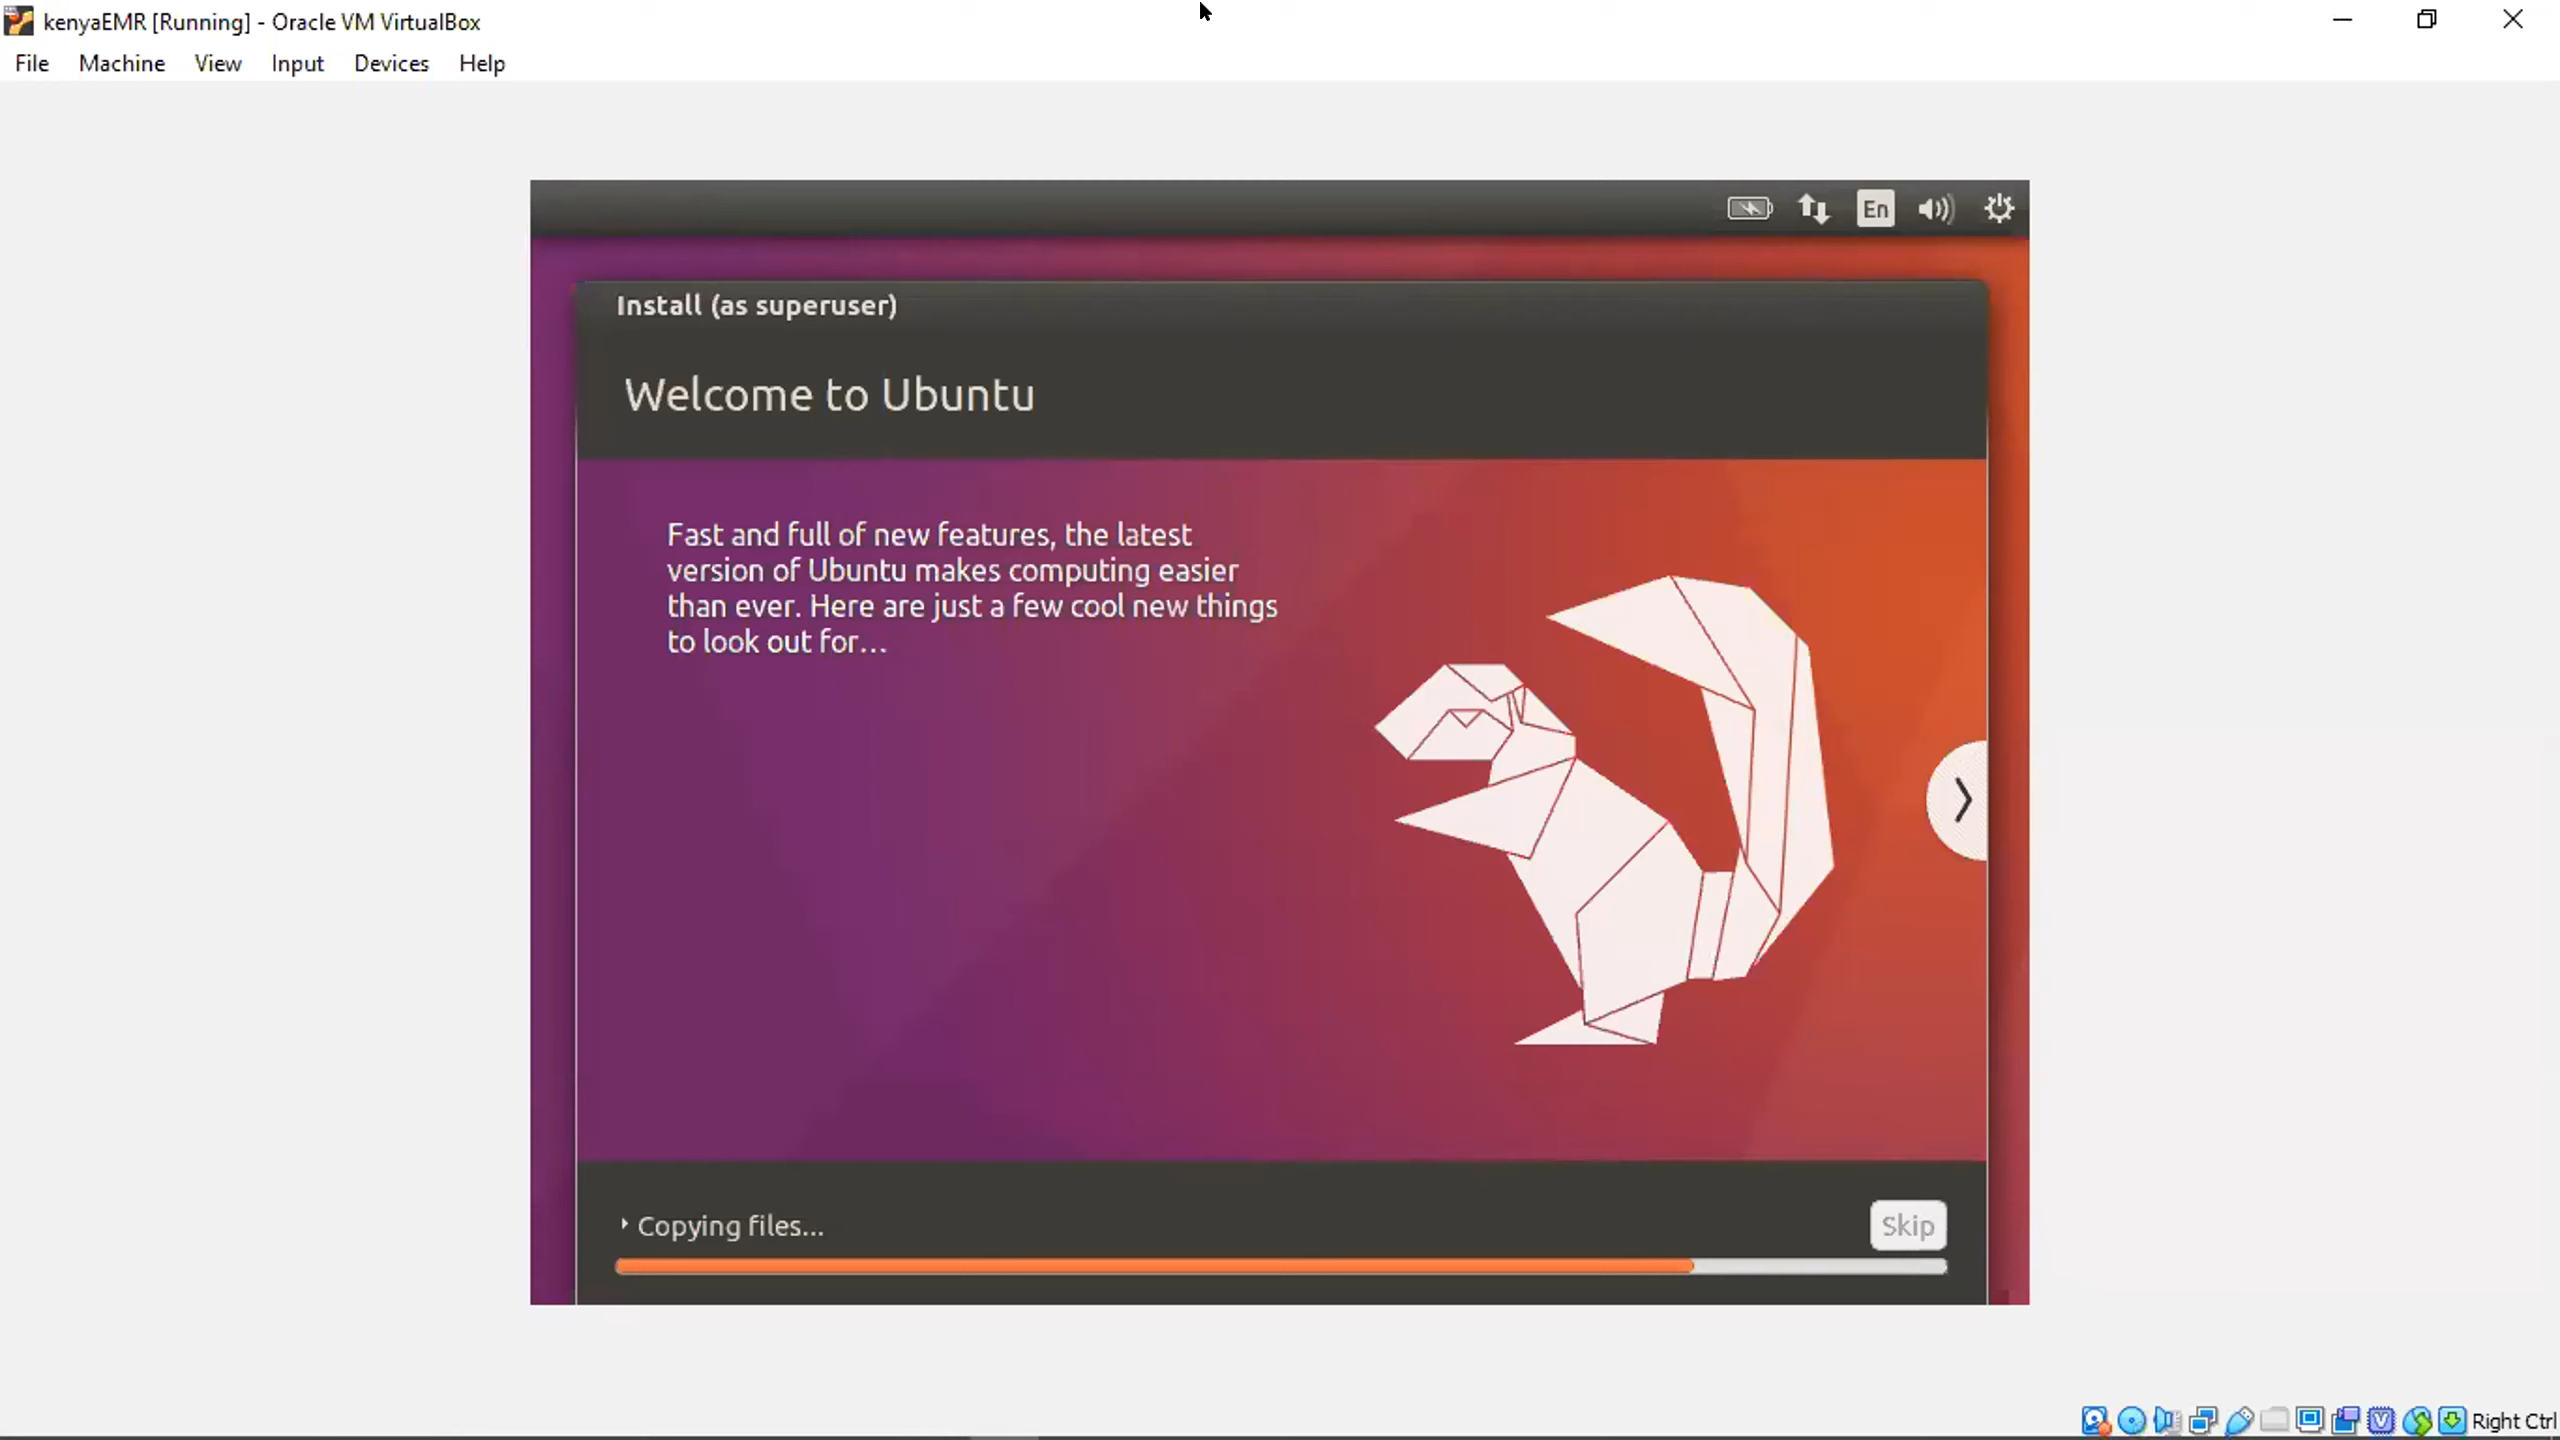 kenyaEMR [Running] - Oracle VM VirtualBox
File Machine View Input Devices Help
En
Install (as superuser)
Welcome to Ubuntu
Fast and full of new features, the latest
version of Ubuntu makes computing easier
than ever. Here are just a few cool new things
to look out for...
Copying files...
Skip
Right Ctrl